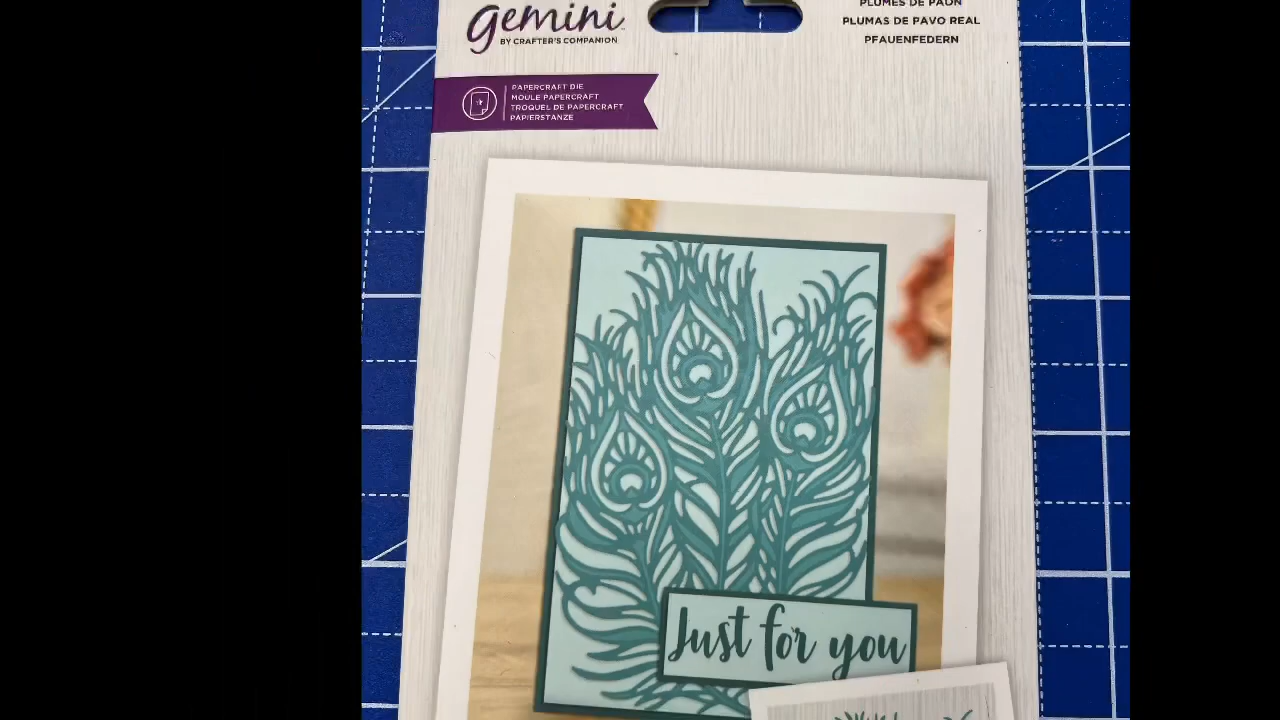 gemini
BY CRAFTER'S COMPANION
PLUMES DE PAON
PLUMAS DE PAVO REAL
PFAUENFEDERN
PAPERCRAFT DIE
MOULE PAPERCRAFT
TROQUEL DE PAPERCRAFT
PAPIERSTANZE
Just for you